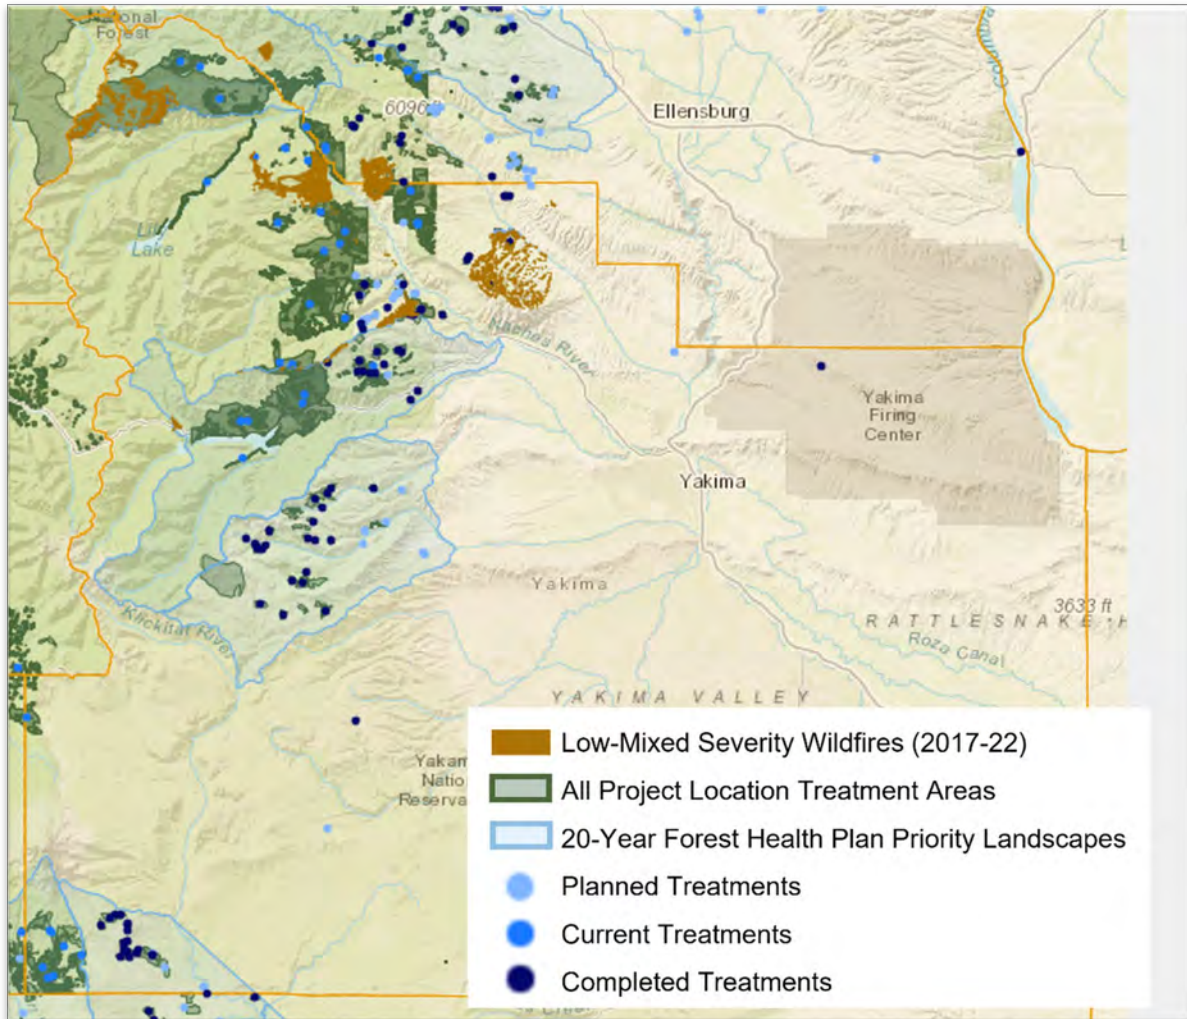 National
Forest
Columbia
6096 ft
Ellensburg
Lake
Naches River
Yakima
Firing
Center
Yakima
Yakima
Klickitat River
3633 ft
RATTLESNAKE H
Roza Canal
YAKIMA VALLEY
Yakam
Natio
Reserva
Low-Mixed Severity Wildfires (2017-22)
All Project Location Treatment Areas
20-Year Forest Health Plan Priority Landscapes
Planned Treatments
Current Treatments
Completed Treatments